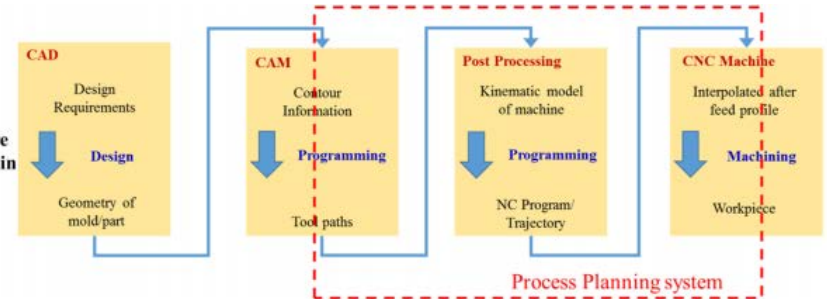 CAD
Design
Requirements
Design
Geometry of
mold/part
CAM
Contour
Information
Programming
Tool paths
Post Processing
Kinematic model
of machine
Programming
NC Program/
Trajectory
CNC Machine
Interpolated after
feed profile
Machining
Workpiece
Process Planning system